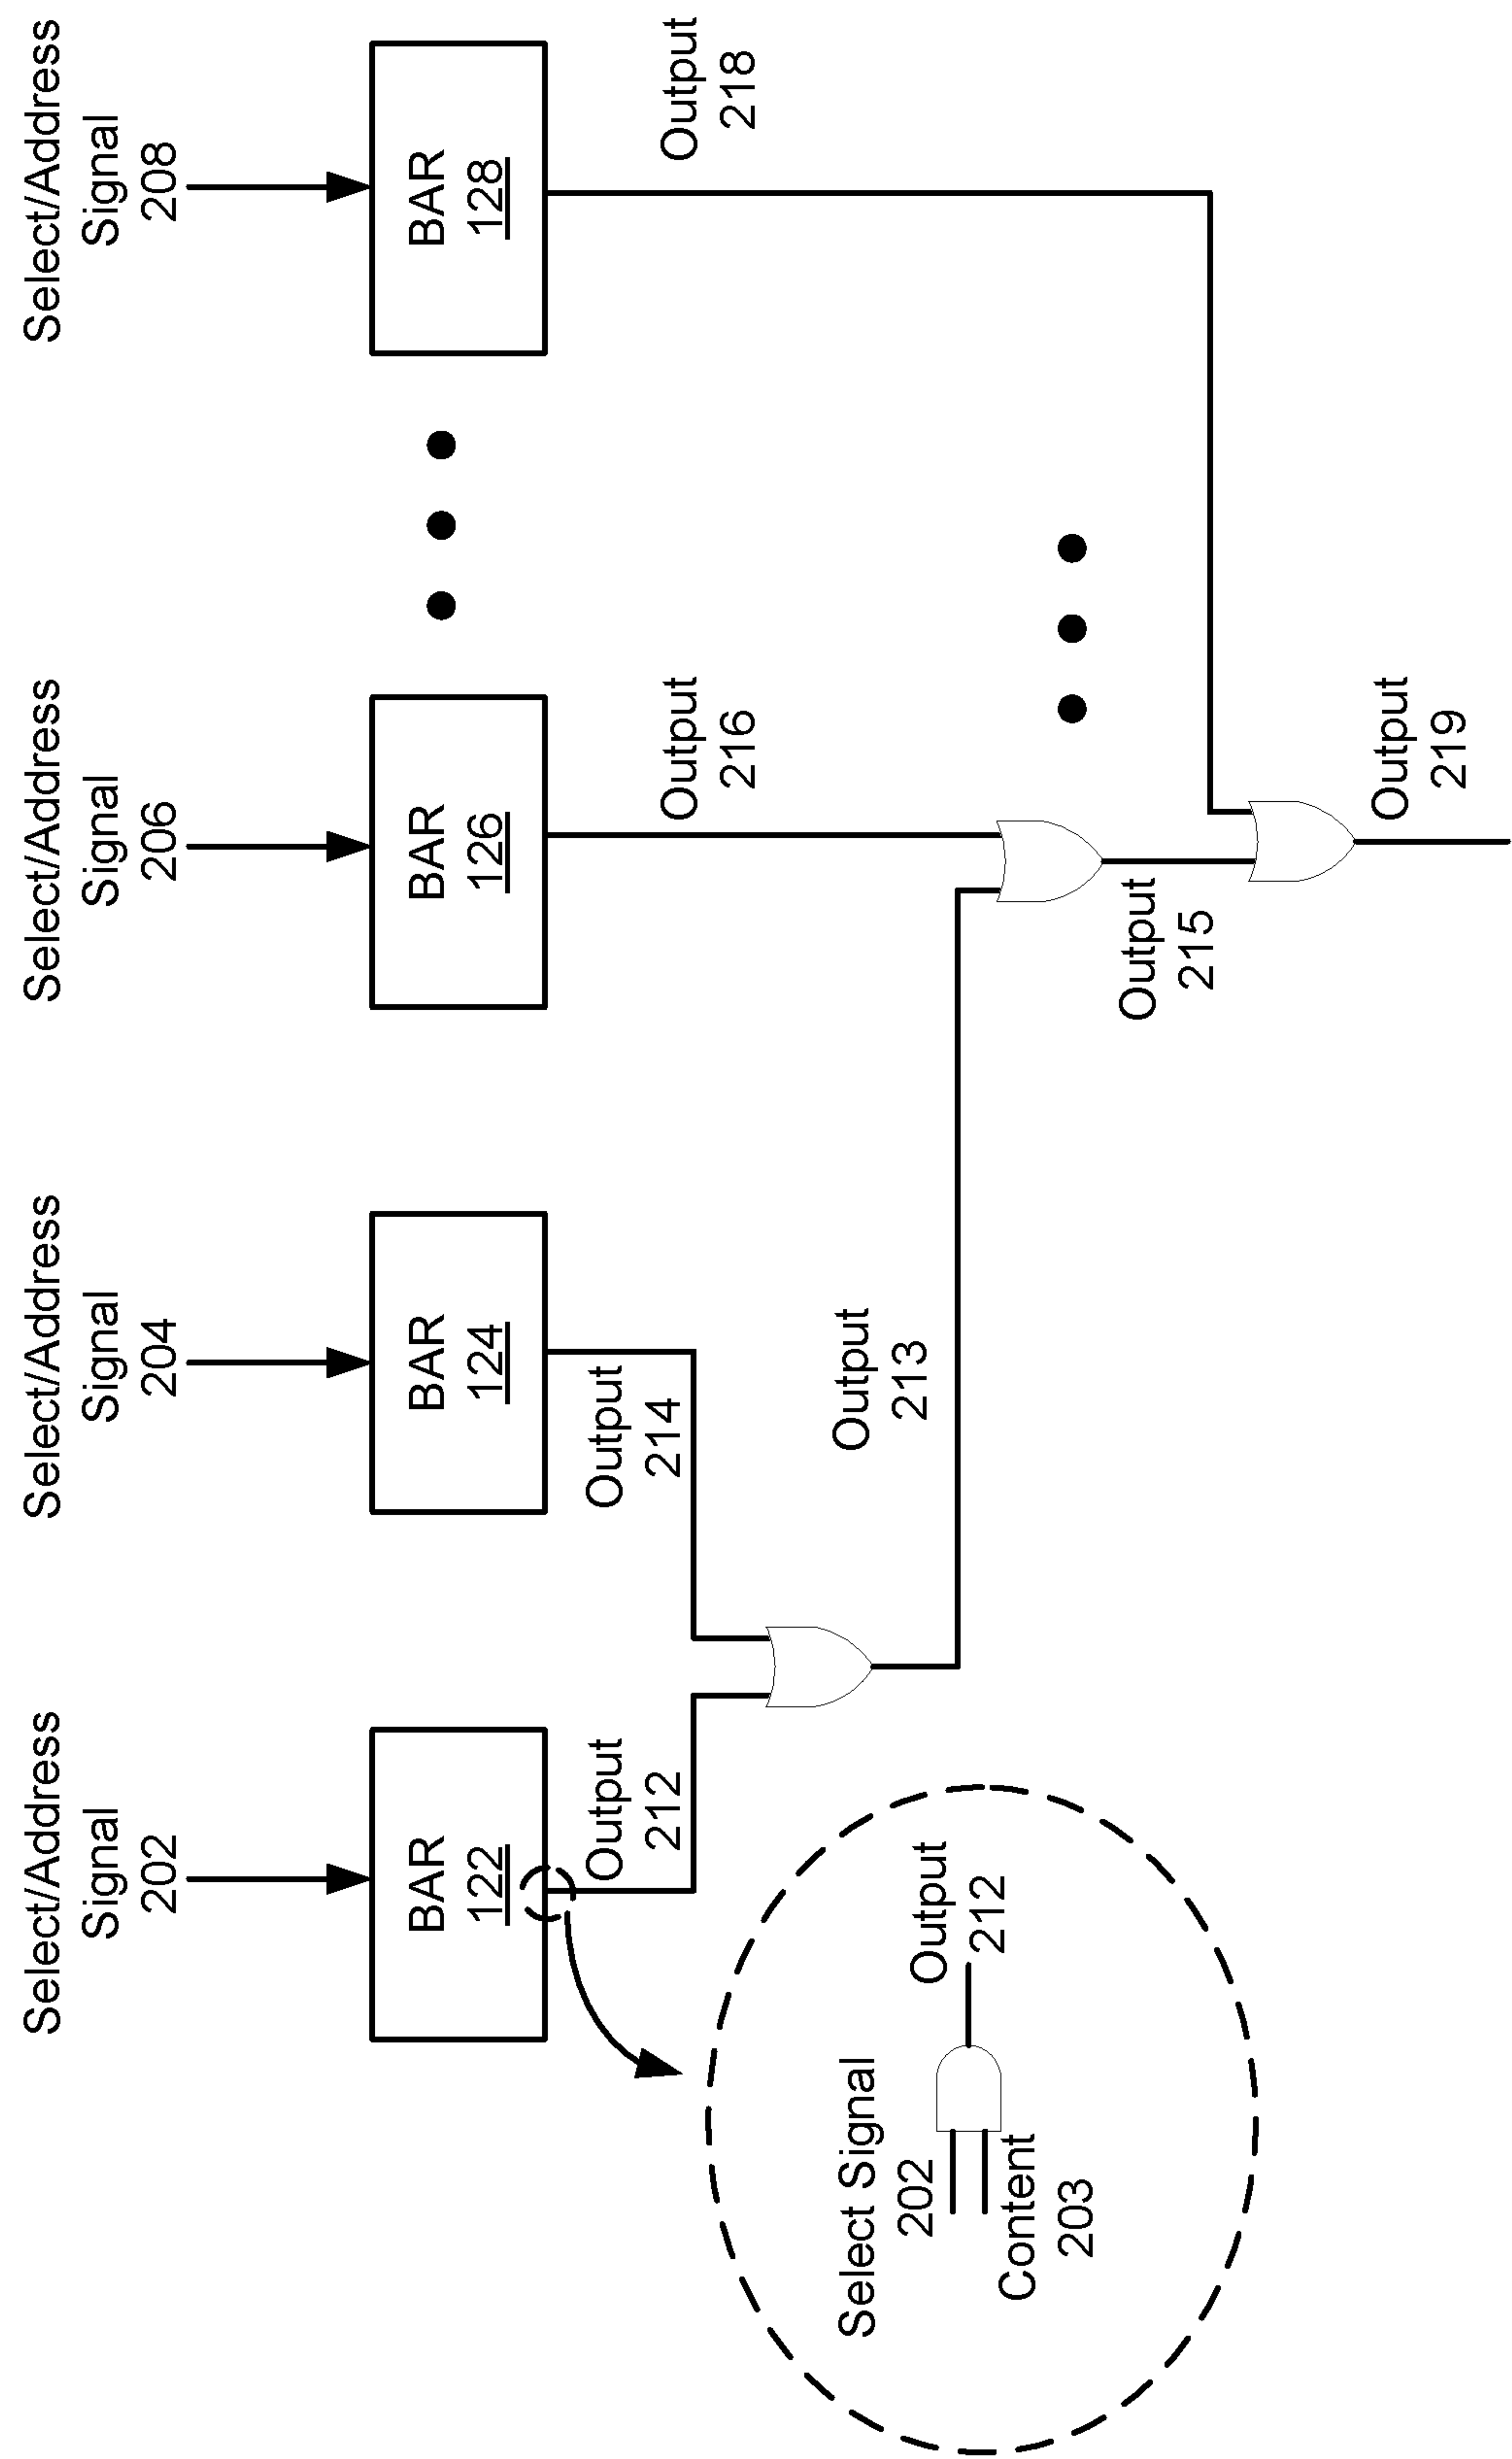 Select/Address
Signal
202
Select/Address
Signal
204
Select/Address
Signal
206
Select/Address
Signal
208
BAR
122
BAR
124
BAR
126
BAR
128
Output
212
Output
214
Output
216
Output
218
Output
213
Output
215
Output
219
Select Signal
202
Content
203
Output
212